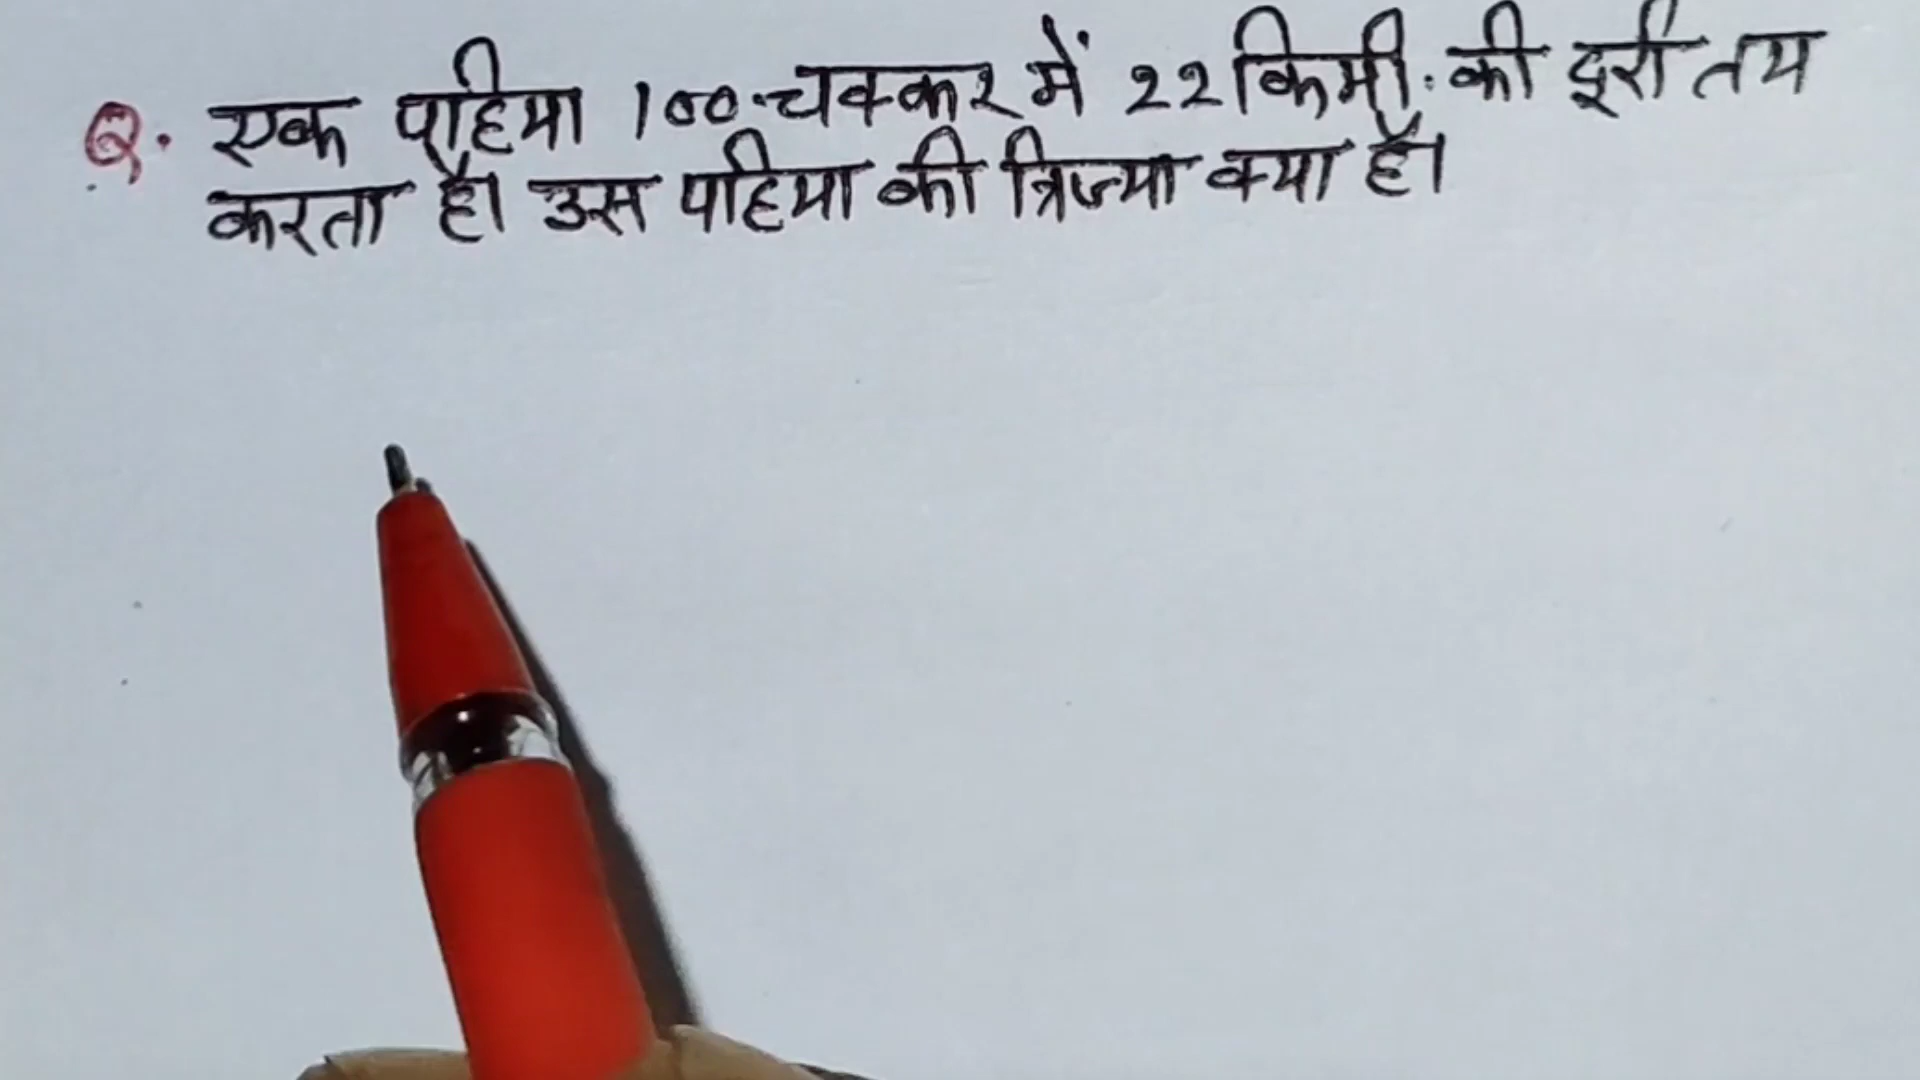 Q. एक पहिया 100 चक्कर में 22 किमी. की दूरी तय
करता है। उस पहिया की त्रिज्या क्या है।